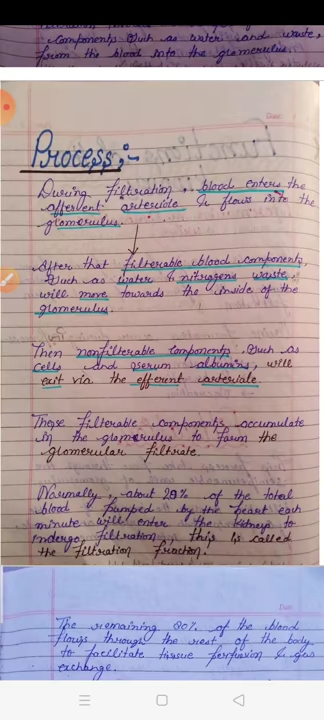 components such as water and waste,
from the blood into the glomerulus.
Date
Process:-
During filtration, blood enters the
afferent arteriole & flows into the
glomerulus.
After that filterable blood components,
such as water & nitrogens waste,
will move towards the inside of the
glomerulus.
Then nonfilterable components, such as
cells and serum albumins, will
exit via the efferent arteriale
These filterable components accumulate
in the glomerulus to form the
glomerular filtrate.
Normally, about 20% of the total
blood pumped by the heart each
minute will enter the kidneys to
undergo filtration this is called
the filtration fraction.
Date
The remaining 80% of the blood
flows through the rest of the body
to facilitate tissue perfusion & gas
exchange.